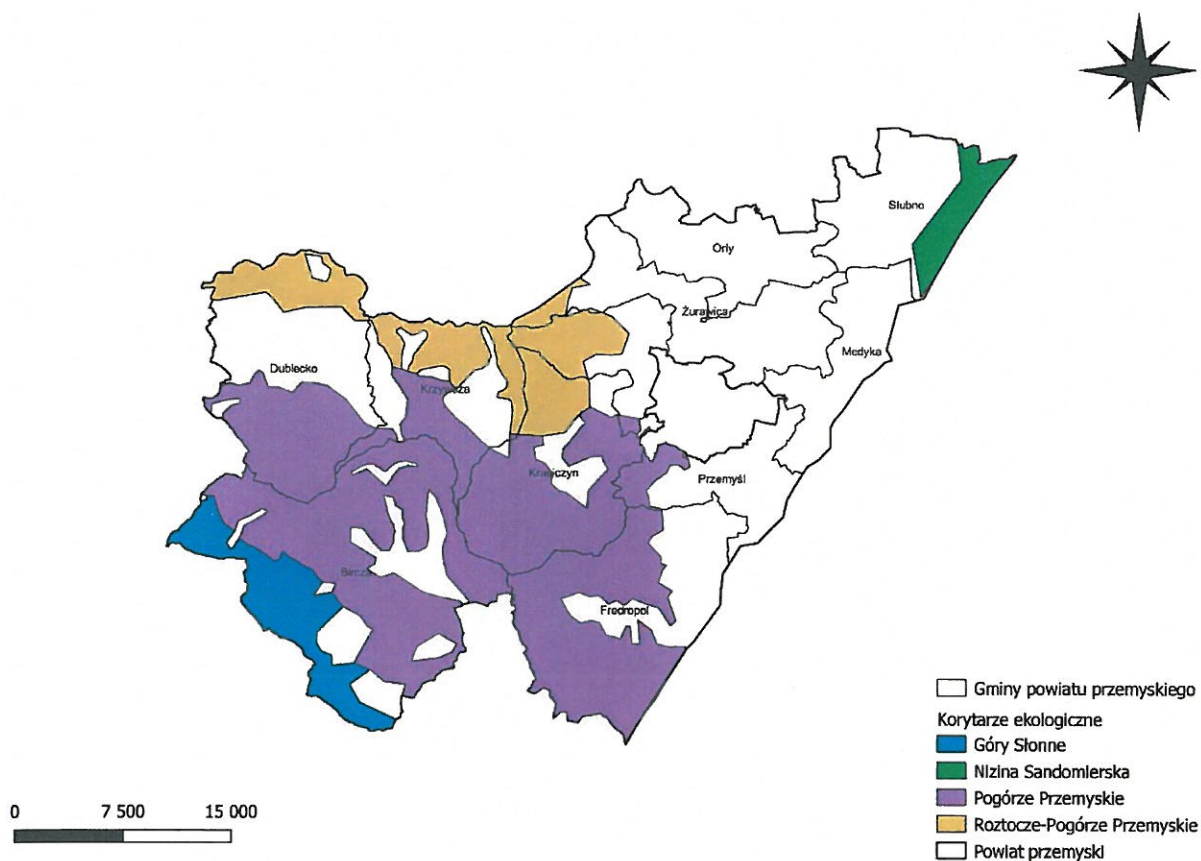 Stubno
Orły
Żurawica
Medyka
Dubiecko
Krzywcza
Krasiczyn
Przemyśl
Bircza
Fredropol
Gminy powiatu przemyskiego
Korytarze ekologiczne
Góry Słonne
Nizina Sandomierska
Pogórze Przemyskie
Roztocze-Pogórze Przemyskie
Powiat przemyski
0 7 500 15 000